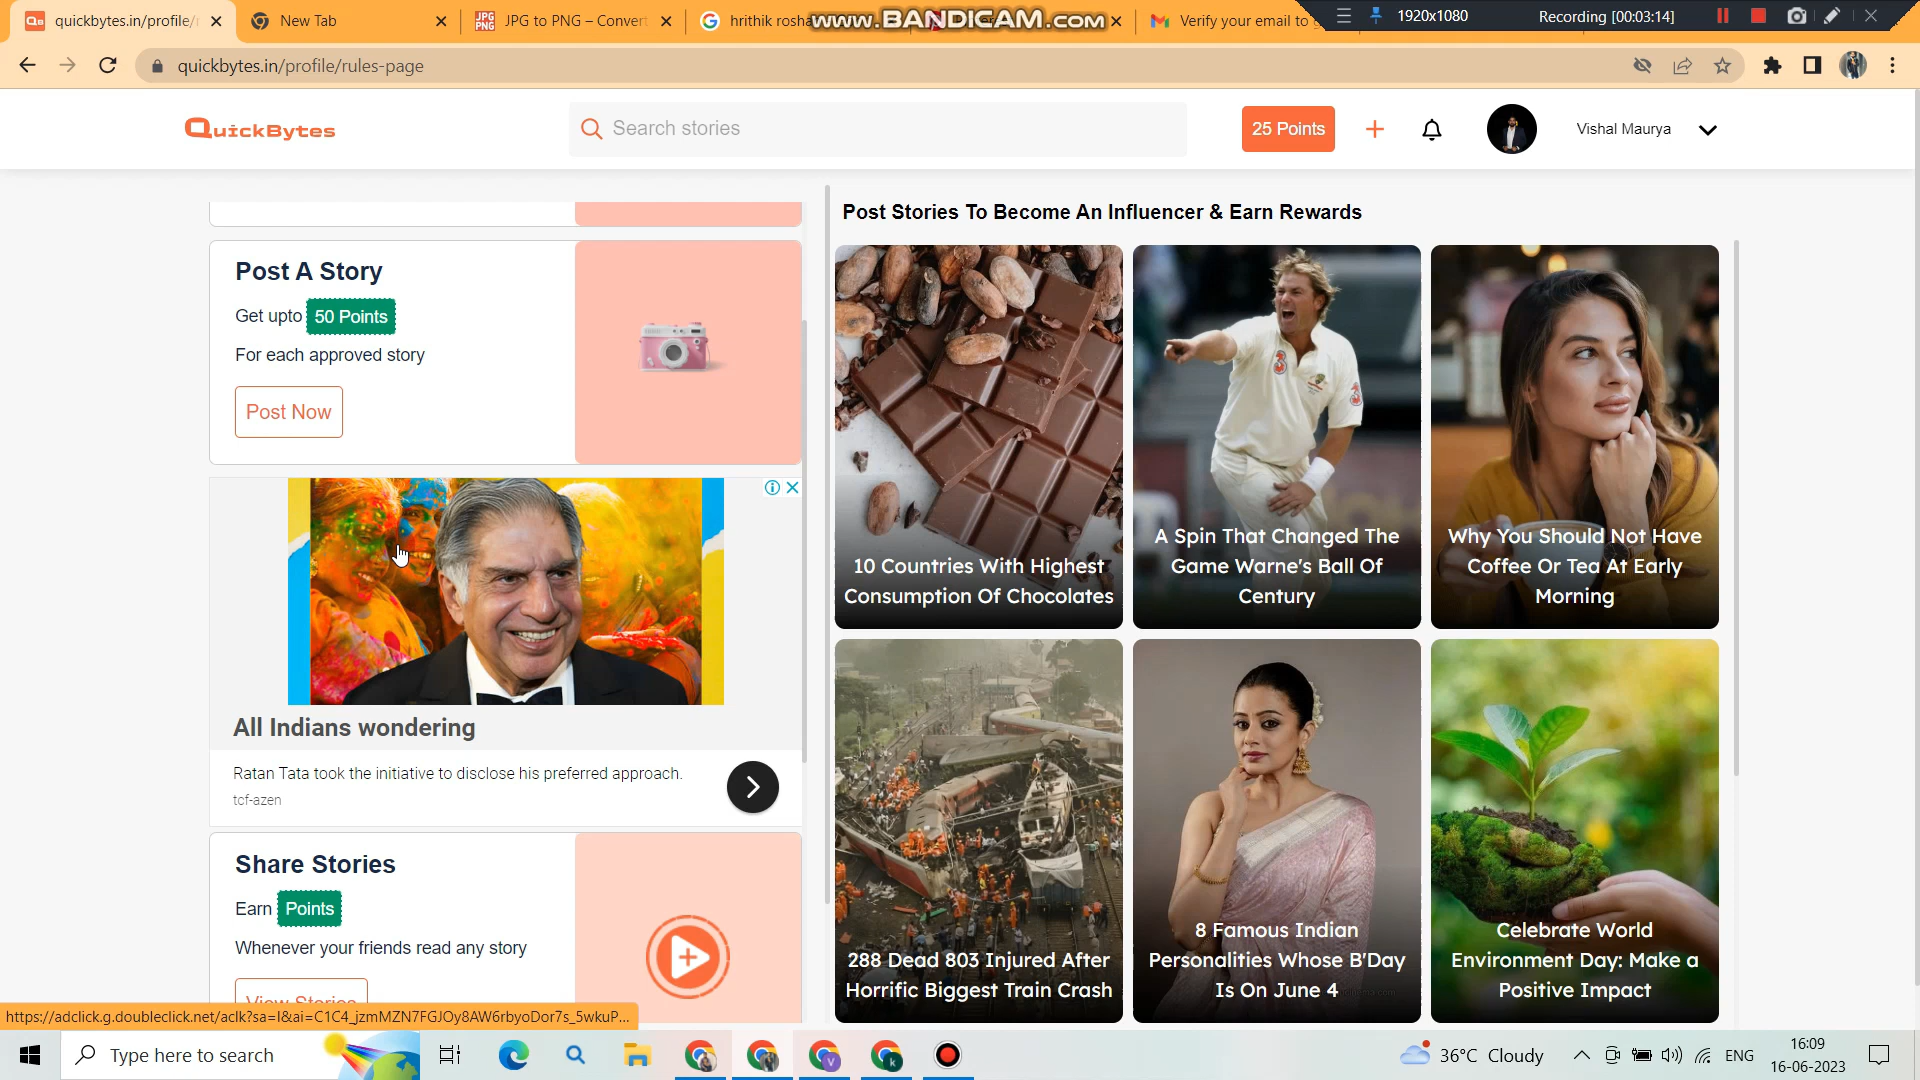 quickbytes.in/profile/r
New Tab
JPG to PNG – Convert
hrithik rosha
www.BANDICAM.com
Verify your email to
1920x1080
Recording [00:03:14]
quickbytes.in/profile/rules-page
QuickBytes
Search stories
25 Points
Vishal Maurya
Post A Story
Get upto 50 Points
For each approved story
Post Now
All Indians wondering
Ratan Tata took the initiative to disclose his preferred approach.
tcf-azen
Share Stories
Earn Points
Whenever your friends read any story
View Stories
Post Stories To Become An Influencer & Earn Rewards
10 Countries With Highest
Consumption Of Chocolates
A Spin That Changed The
Game Warne's Ball Of
Century
Why You Should Not Have
Coffee Or Tea At Early
Morning
288 Dead 803 Injured After
Horrific Biggest Train Crash
8 Famous Indian
Personalities Whose B'Day
Is On June 4
Celebrate World
Environment Day: Make a
Positive Impact
https://adclick.g.doubleclick.net/aclk?sa=l&ai=C1C4_jzmMZN7FGJOy8AW6rbyoDor7s_5wkuP...
Type here to search
36°C Cloudy
ENG
16:09
16-06-2023